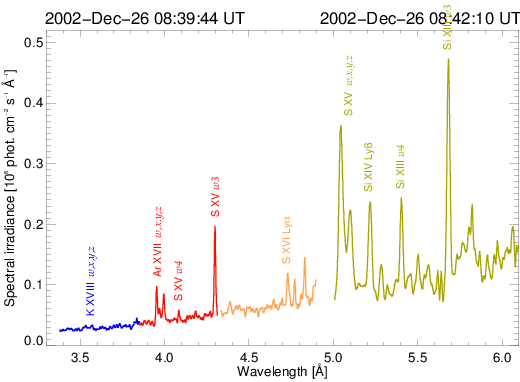 2002-Dec-26 08:39:44 UT
2002-Dec-26 08:42:10 UT
Si XIII w3
S XV w,x,y,z
Si XIV Lyβ
Si XIII w4
S XV w3
Ar XVII w,x,y,z
S XVI Lyα
K XVIII w,x,y,z
S XV w4
Spectral irradiance [10⁶ phot. cm⁻² s⁻¹ Å⁻¹]
0.5
0.4
0.3
0.2
0.1
0.0
3.5 4.0 4.5 5.0 5.5 6.0
Wavelength [Å]